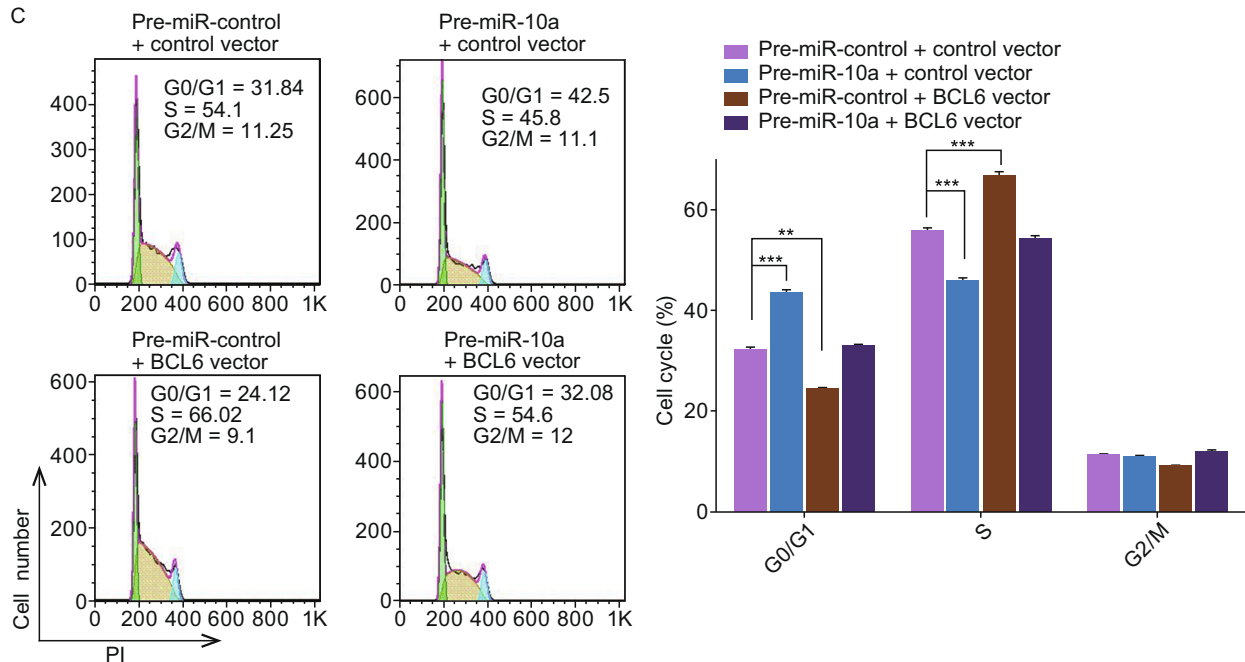 C
Pre-miR-control
+ control vector
G0/G1 = 31.84
S = 54.1
G2/M = 11.25
400
300
200
100
0
0 200 400 600 800 1K
Pre-miR-10a
+ control vector
G0/G1 = 42.5
S = 45.8
G2/M = 11.1
600
400
200
0
0 200 400 600 800 1K
Pre-miR-control
+ BCL6 vector
G0/G1 = 24.12
S = 66.02
G2/M = 9.1
600
400
200
0
0 200 400 600 800 1K
Pre-miR-10a
+ BCL6 vector
G0/G1 = 32.08
S = 54.6
G2/M = 12
600
400
200
0
0 200 400 600 800 1K
Cell number
PI
Pre-miR-control + control vector
Pre-miR-10a + control vector
Pre-miR-control + BCL6 vector
Pre-miR-10a + BCL6 vector
Cell cycle (%)
60
40
20
0
**
***
***
***
G0/G1
S
G2/M